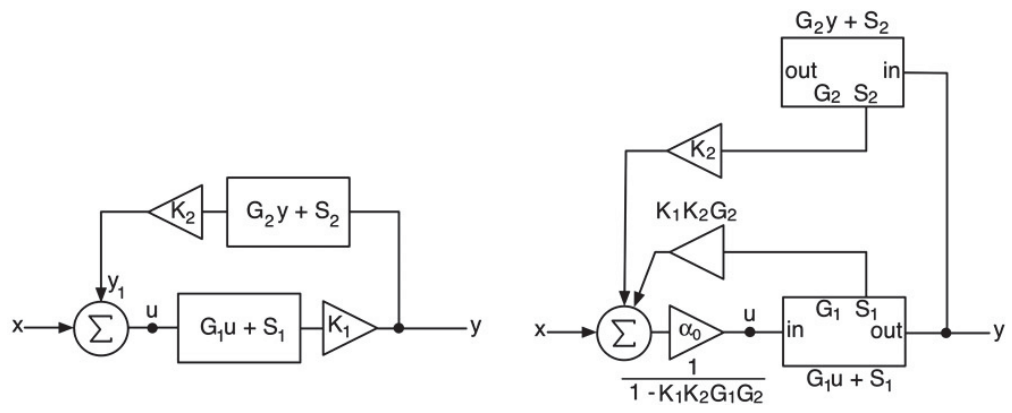 K₂
G₂y + S₂
y₁
x
Σ
u
G₁u + S₁
K₁
y
G₂y + S₂
out
in
G₂ S₂
K₂
K₁K₂G₂
x
Σ
α₀
u
in
G₁ S₁
out
y
1
1 - K₁K₂G₁G₂
G₁u + S₁